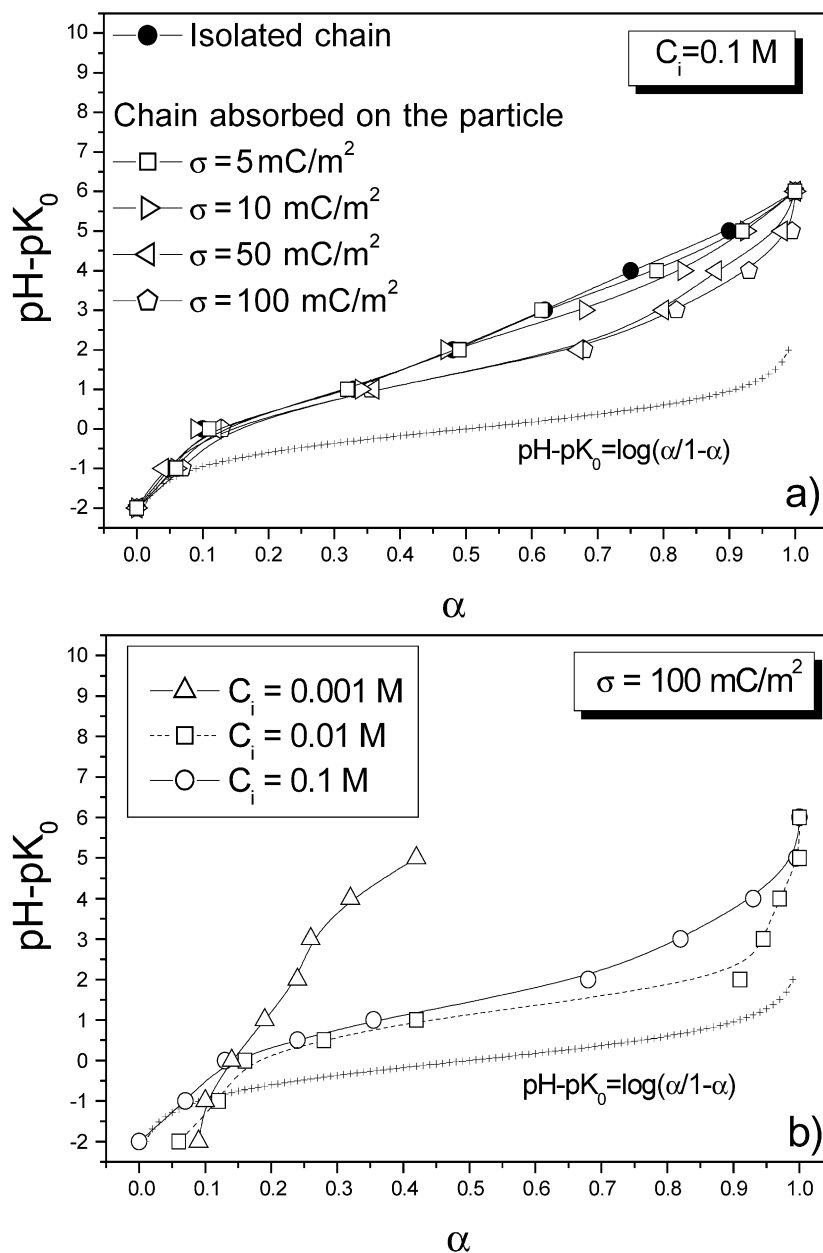 Isolated chain
C_i=0.1 M
Chain absorbed on the particle
σ = 5 mC/m²
σ = 10 mC/m²
σ = 50 mC/m²
σ = 100 mC/m²
pH-pK₀
10
9
8
7
6
5
4
3
2
1
0
-1
-2
pH-pK₀=log(α/1-α)
a)
0.0 0.1 0.2 0.3 0.4 0.5 0.6 0.7 0.8 0.9 1.0
α
σ = 100 mC/m²
C_i = 0.001 M
C_i = 0.01 M
C_i = 0.1 M
pH-pK₀
10
9
8
7
6
5
4
3
2
1
0
-1
-2
pH-pK₀=log(α/1-α)
b)
0.0 0.1 0.2 0.3 0.4 0.5 0.6 0.7 0.8 0.9 1.0
α